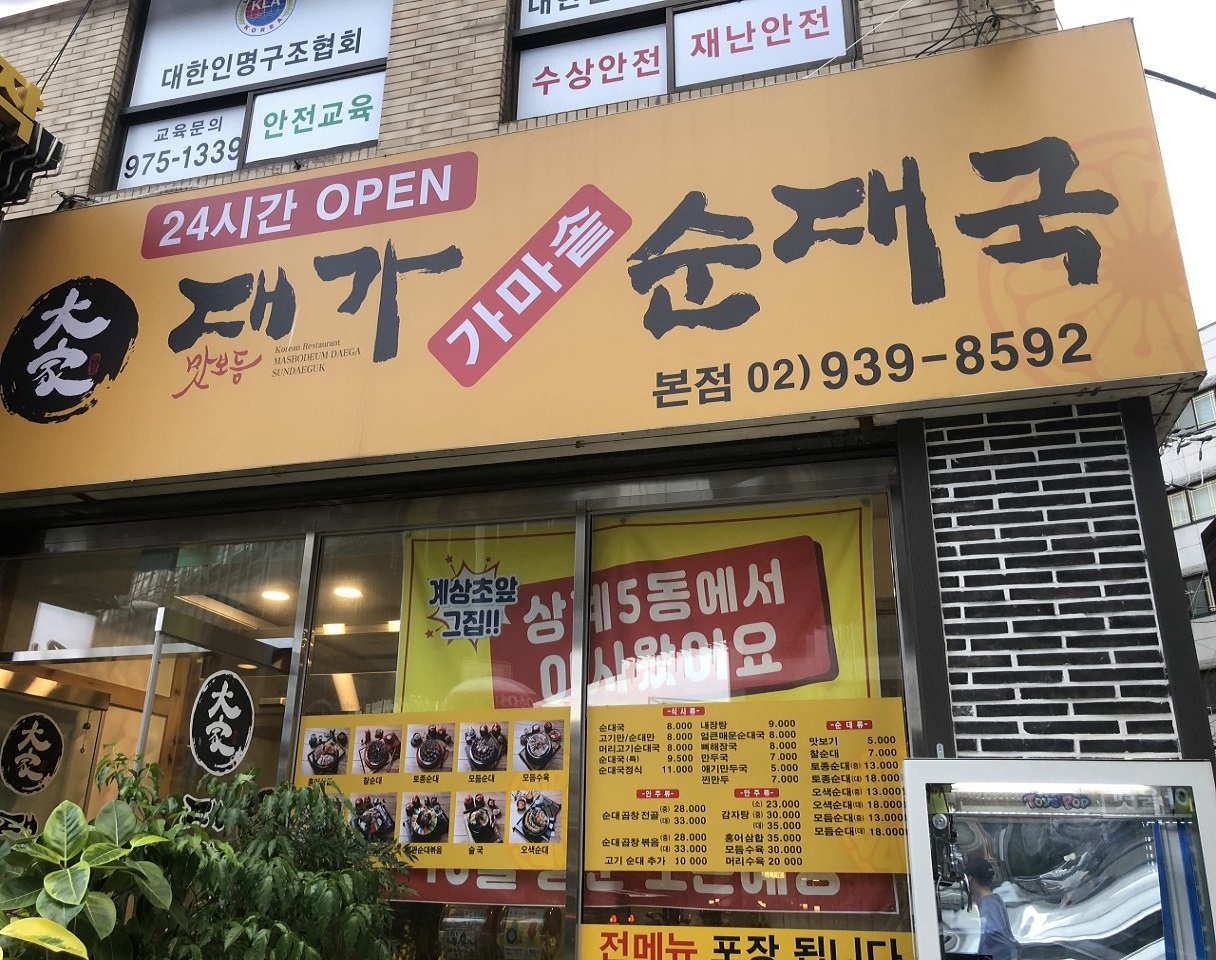 KLA
KOREA
대한인명구조협회
교육문의
975-1339
안전교육
수상안전
재난안전
24시간 OPEN
大家
대가
맛보듬
Korean Restaurant
MASBODEUM DAEGA
SUNDAEGUK
가마솥
순대국
본점 02) 939-8592
계상초앞
그집!!
상계5동에서
이사왔어요
大家
大家
찰순대
토종순대
모듬순대
모듬수육
술국
오색순대
-식사류-
순대국 8.000
고기만/순대만 8.000
머리고기순대국 8.000
순대국(특) 9.500
순대국정식 11.000
내장탕 9.000
얼큰매운순대국 8.000
뼈해장국 8.000
만두국 7.000
애기만두국 5.000
찐만두 7.000
-순대류-
맛보기 5.000
찰순대 7.000
토종순대(중) 13.000
토종순대(대) 18.000
오색순대(중) 13.000
오색순대(대) 18.000
모듬순대(중) 13.000
모듬순대(대) 18.000
-안주류-
순대곱창전골
(중) 28.000
(대) 33.000
순대곱창볶음
(중) 28.000
(대) 33.000
고기 순대 추가 10 000
-안주류-
감자탕
(소) 23.000
(중) 30.000
(대) 35.000
홍어삼합 35.000
모듬수육 30.000
머리수육 20 000
전메뉴 포장 됩니다
Toys Pop